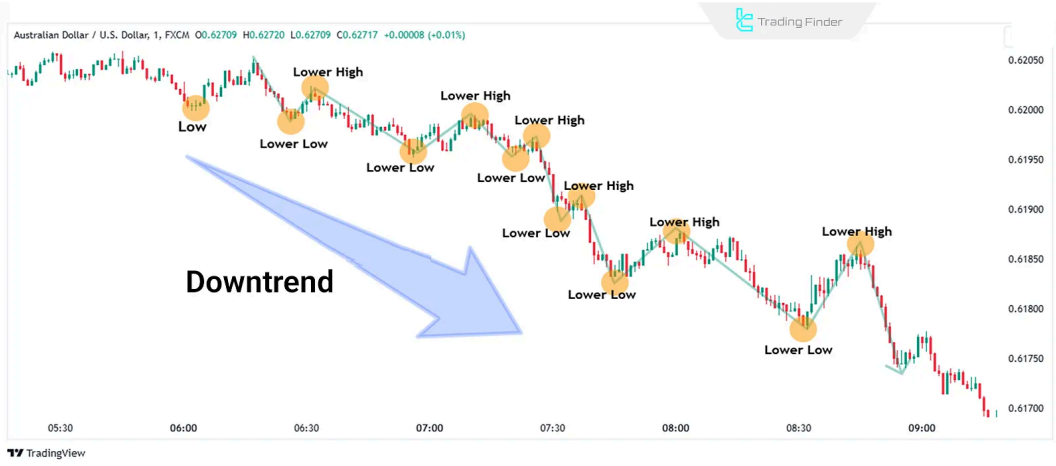 Trading Finder
Australian Dollar / U.S. Dollar, 1, FXCM O0.62709 H0.62720 L0.62709 C0.62717 +0.00008 (+0.01%)
0.62050
Lower High
Lower High
0.62000
Low
Lower High
Lower Low
0.61950
Lower Low
Lower Low
Lower High
0.61900
Lower High
Lower Low
Lower High
0.61850
Downtrend
Lower Low
0.61800
Lower Low
0.61750
0.61700
05:30 06:00 06:30 07:00 07:30 08:00 08:30 09:00
TradingView